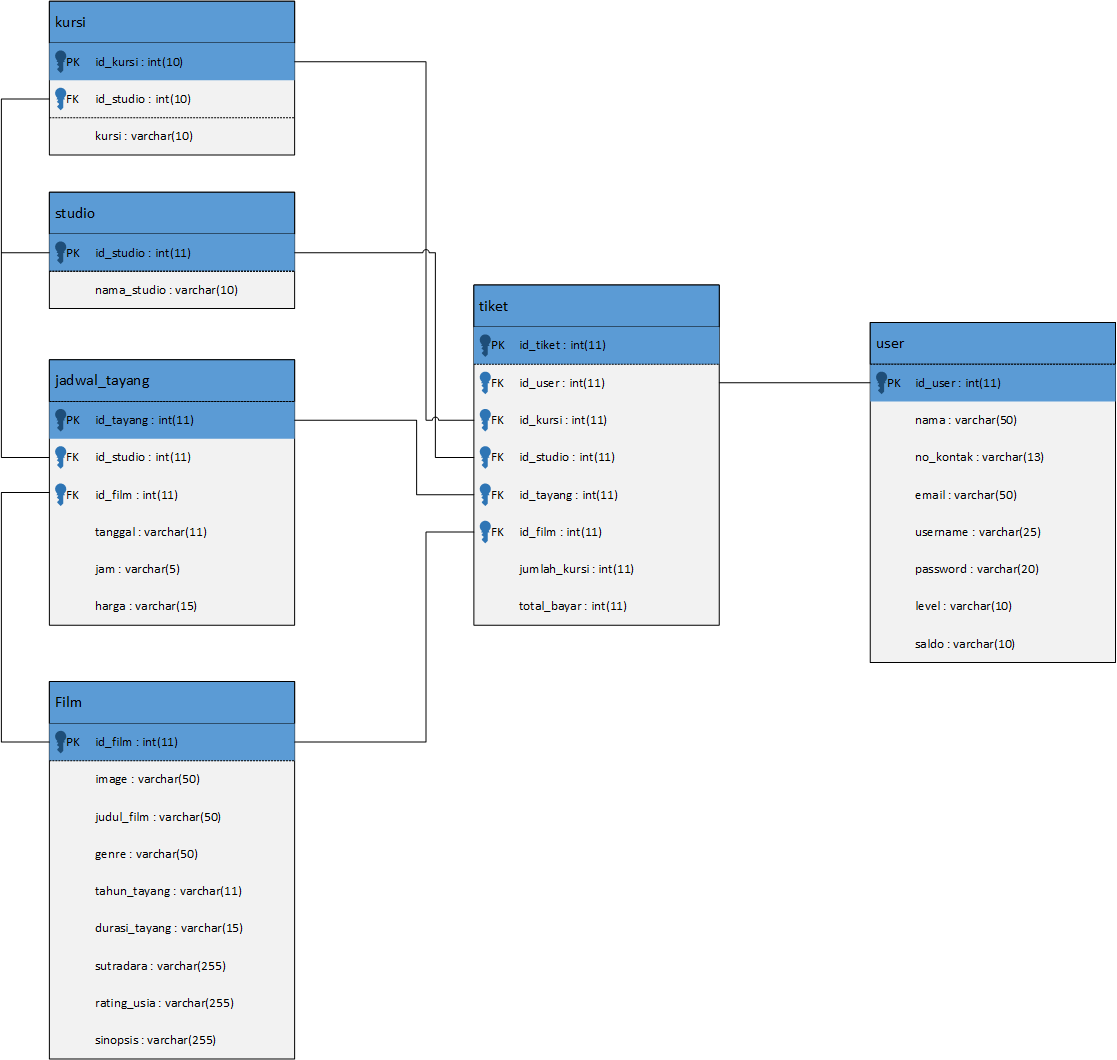 kursi
PK id_kursi : int(10)
FK id_studio : int(10)
kursi : varchar(10)
studio
PK id_studio : int(11)
nama_studio : varchar(10)
jadwal_tayang
PK id_tayang : int(11)
FK id_studio : int(11)
FK id_film : int(11)
tanggal : varchar(11)
jam : varchar(5)
harga : varchar(15)
Film
PK id_film : int(11)
image : varchar(50)
judul_film : varchar(50)
genre : varchar(50)
tahun_tayang : varchar(11)
durasi_tayang : varchar(15)
sutradara : varchar(255)
rating_usia : varchar(255)
sinopsis : varchar(255)
tiket
PK id_tiket : int(11)
FK id_user : int(11)
FK id_kursi : int(11)
FK id_studio : int(11)
FK id_tayang : int(11)
FK id_film : int(11)
jumlah_kursi : int(11)
total_bayar : int(11)
user
PK id_user : int(11)
nama : varchar(50)
no_kontak : varchar(13)
email : varchar(50)
username : varchar(25)
password : varchar(20)
level : varchar(10)
saldo : varchar(10)